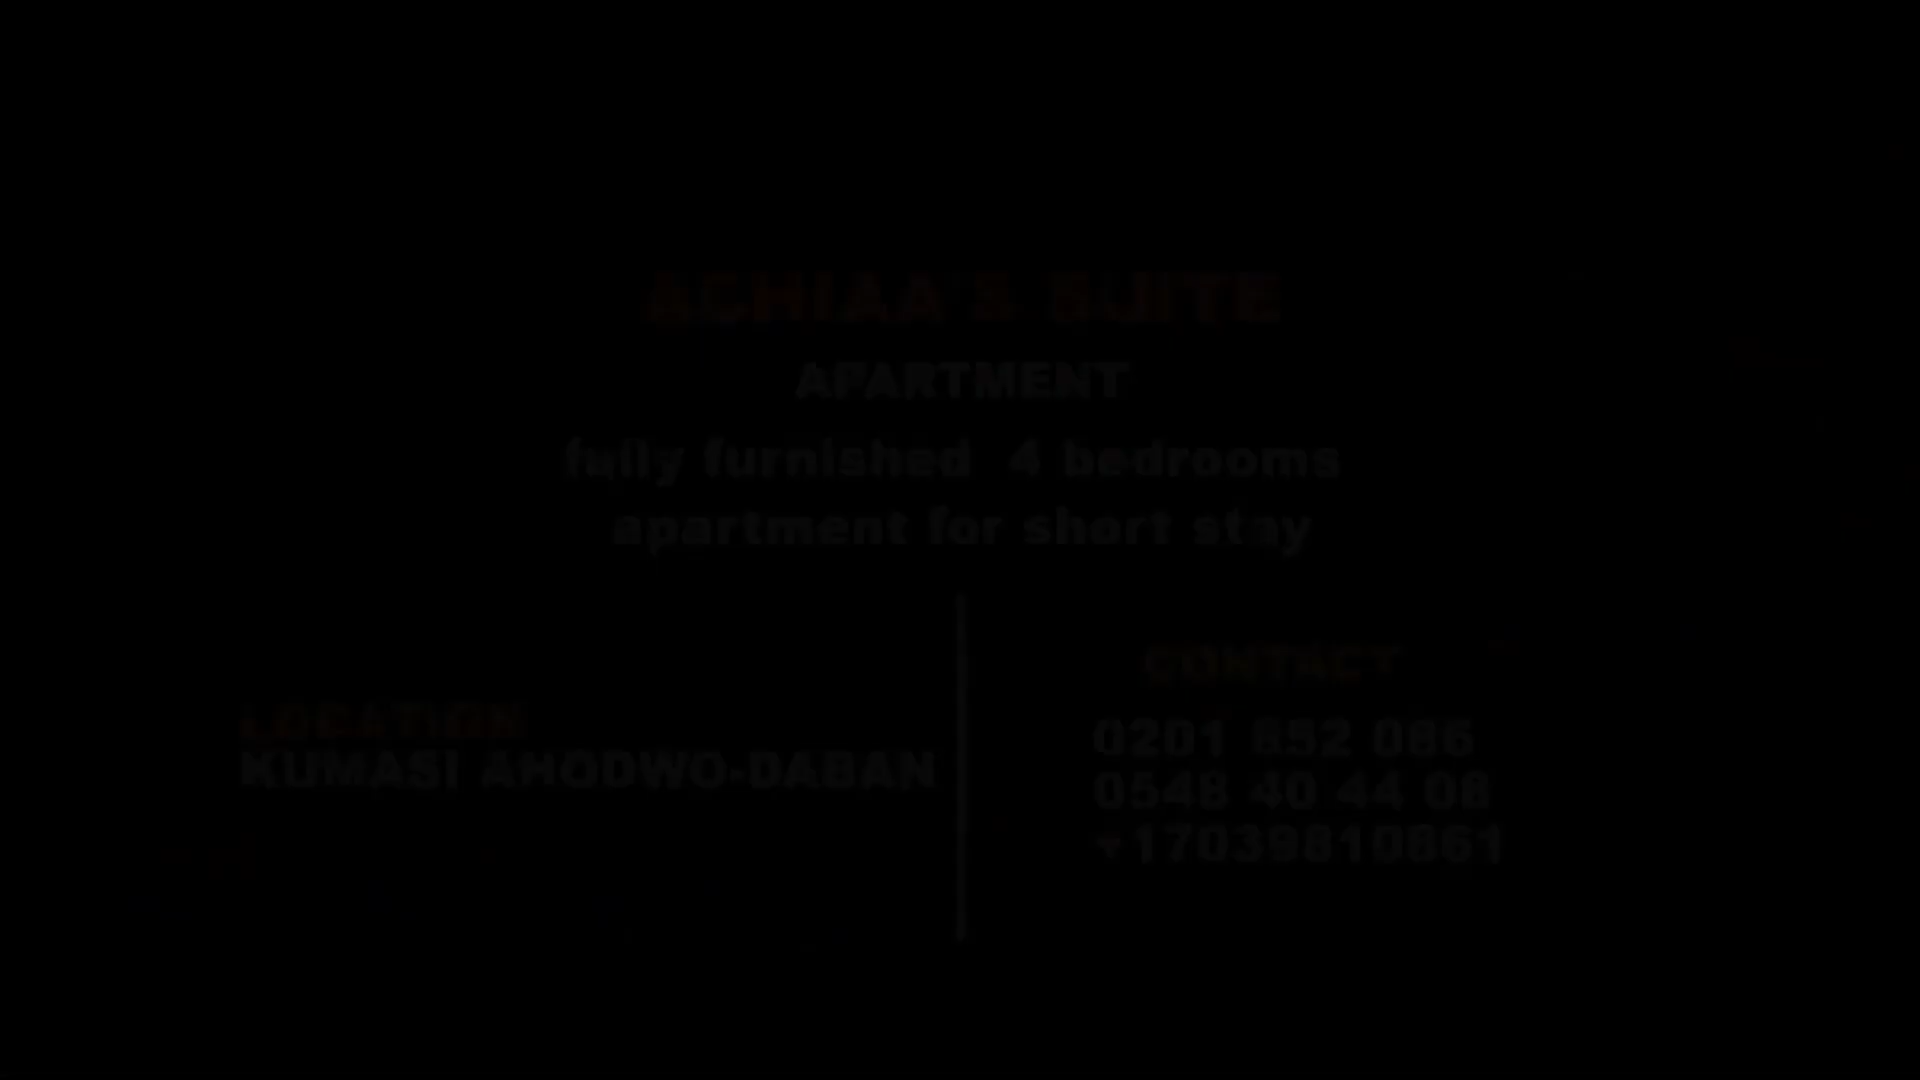 ACHIAA'S SUITE
APARTMENT
fully furnished 4 bedrooms
apartment for short stay
LOCATION
KUMASI AHODWO-DABAN
CONTACT
0201 652 086
0548 40 44 08
+17039810861